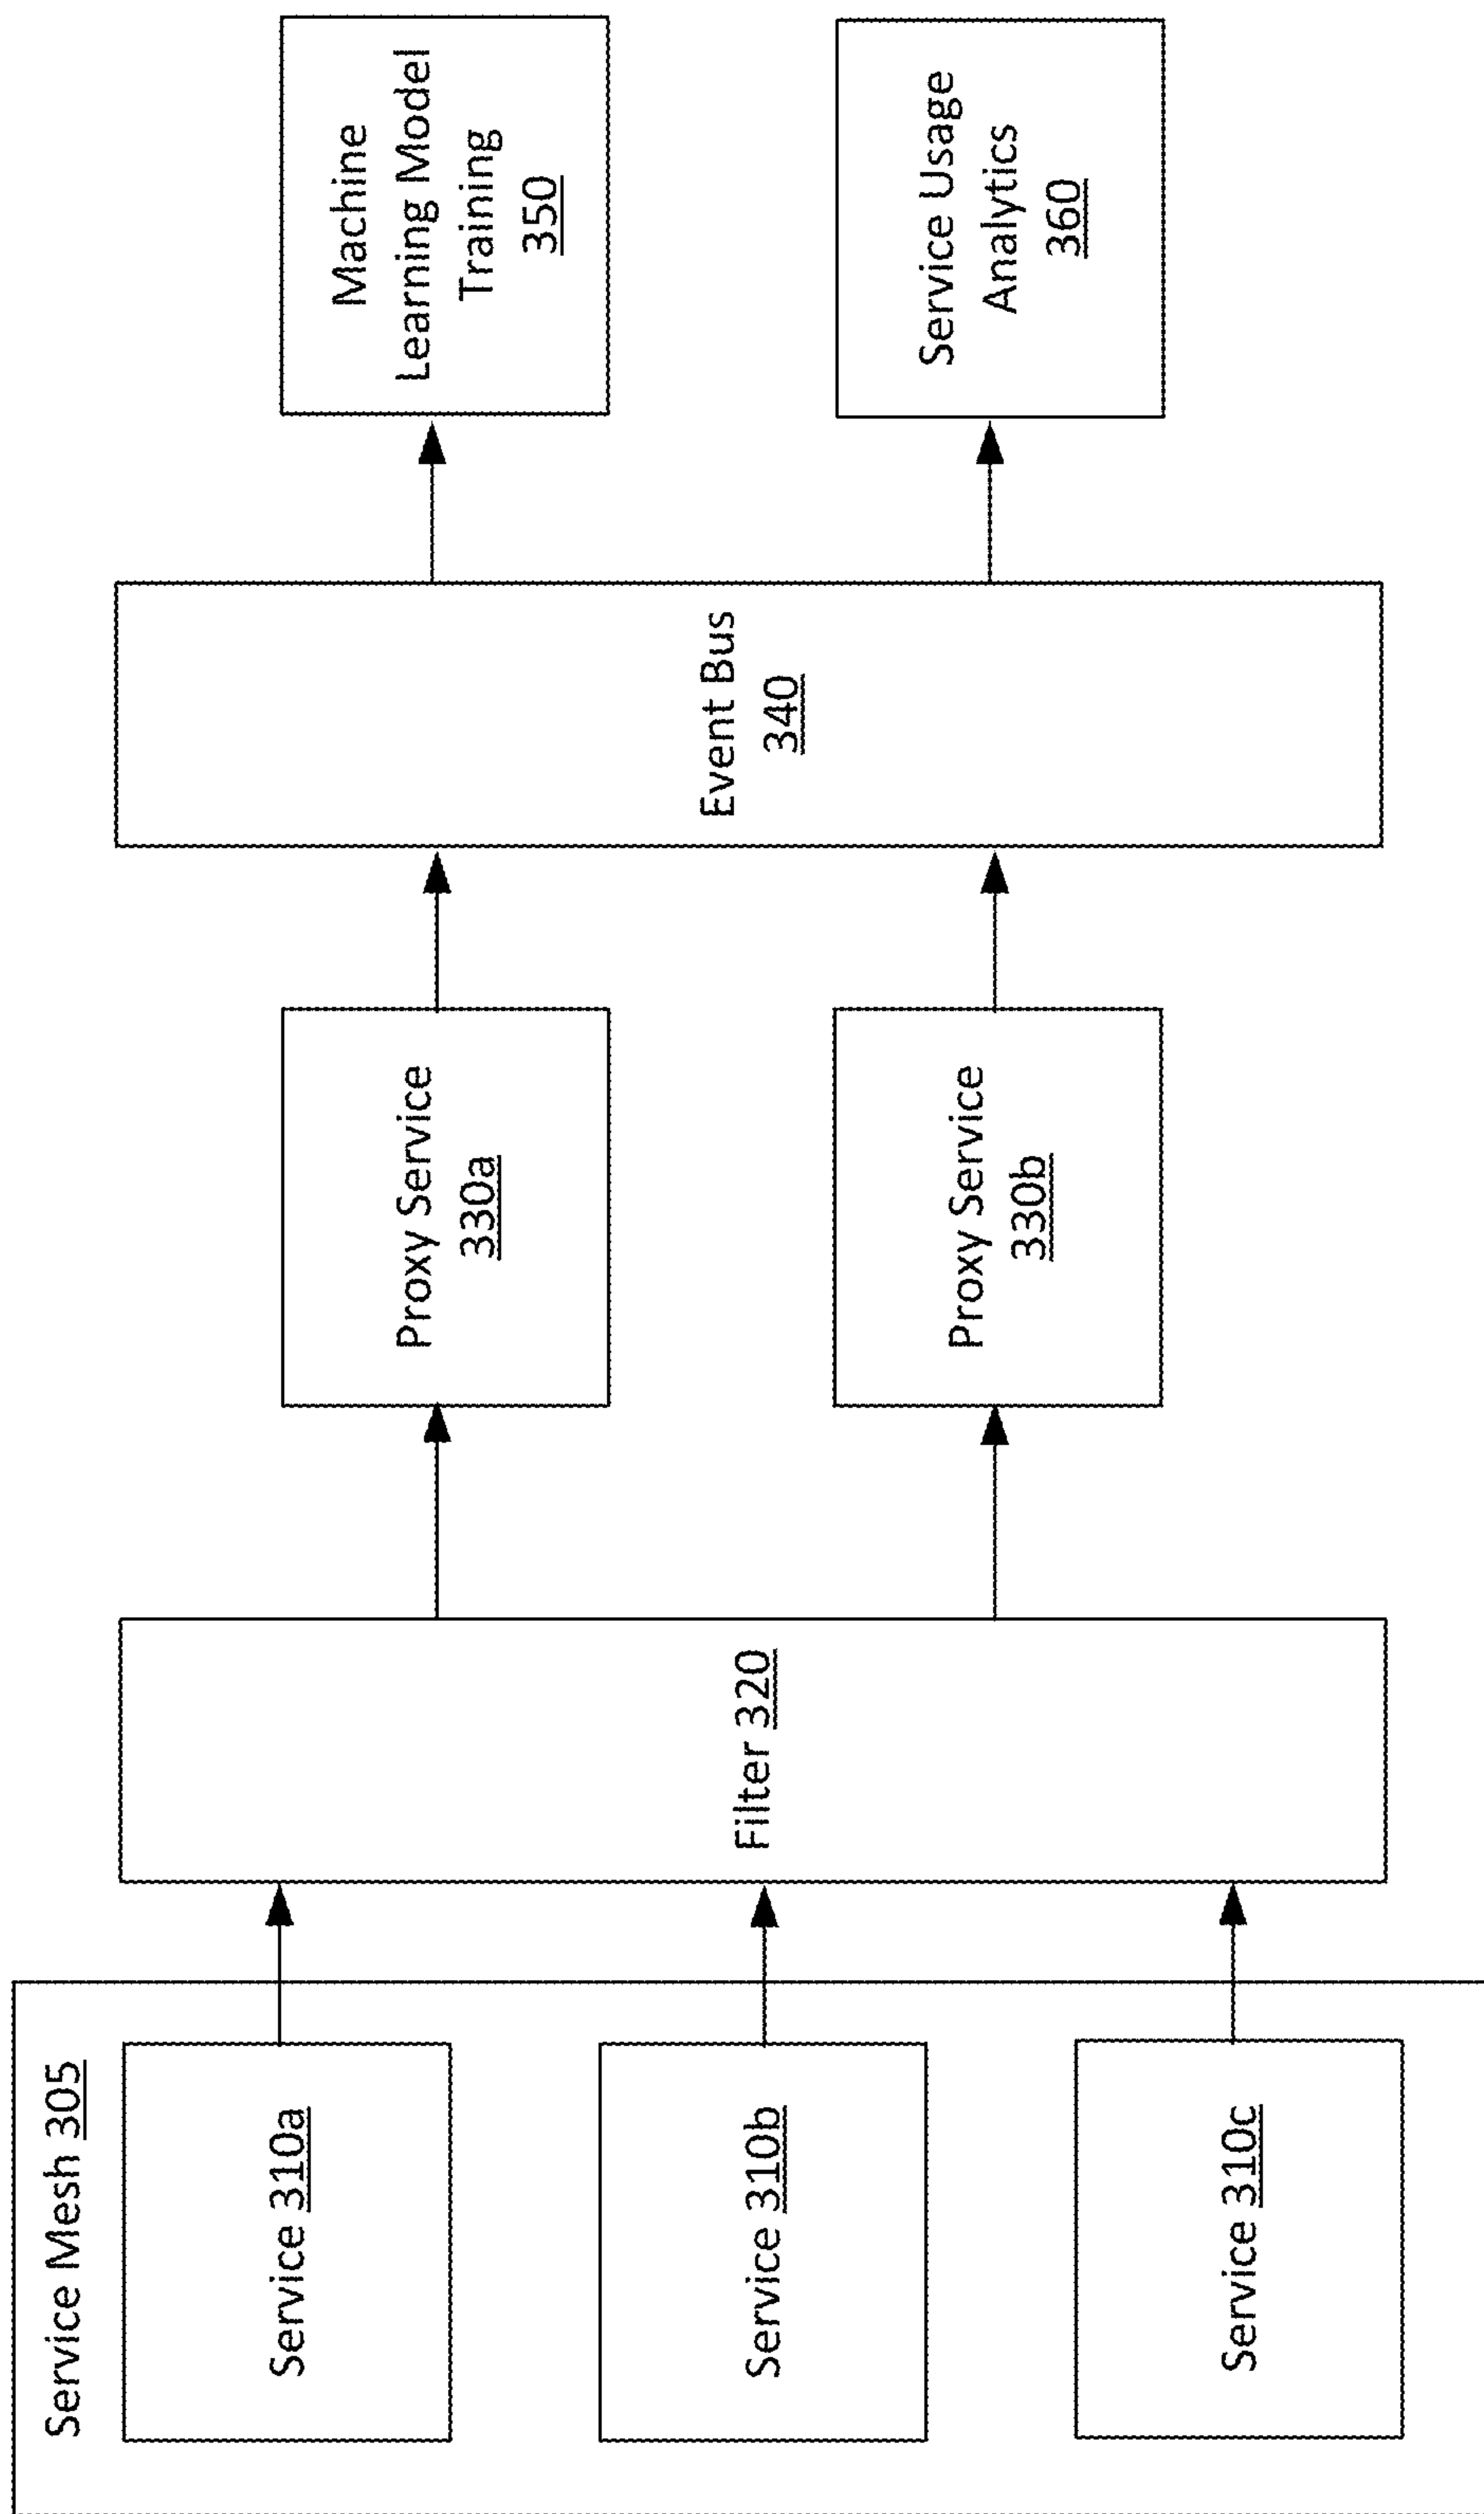 Service Mesh 305
Service 310a
Service 310b
Service 310c
Filter 320
Proxy Service
330a
Proxy Service
330b
Event Bus
340
Machine
Learning Model
Training
350
Service Usage
Analytics
360